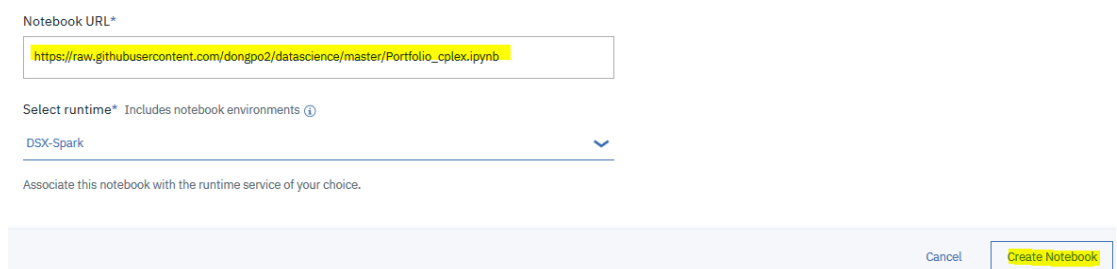 Notebook URL*
https://raw.githubusercontent.com/dongpo2/datascience/master/Portfolio_cplex.ipynb
Select runtime* Includes notebook environments
DSX-Spark
Associate this notebook with the runtime service of your choice.
Cancel Create Notebook